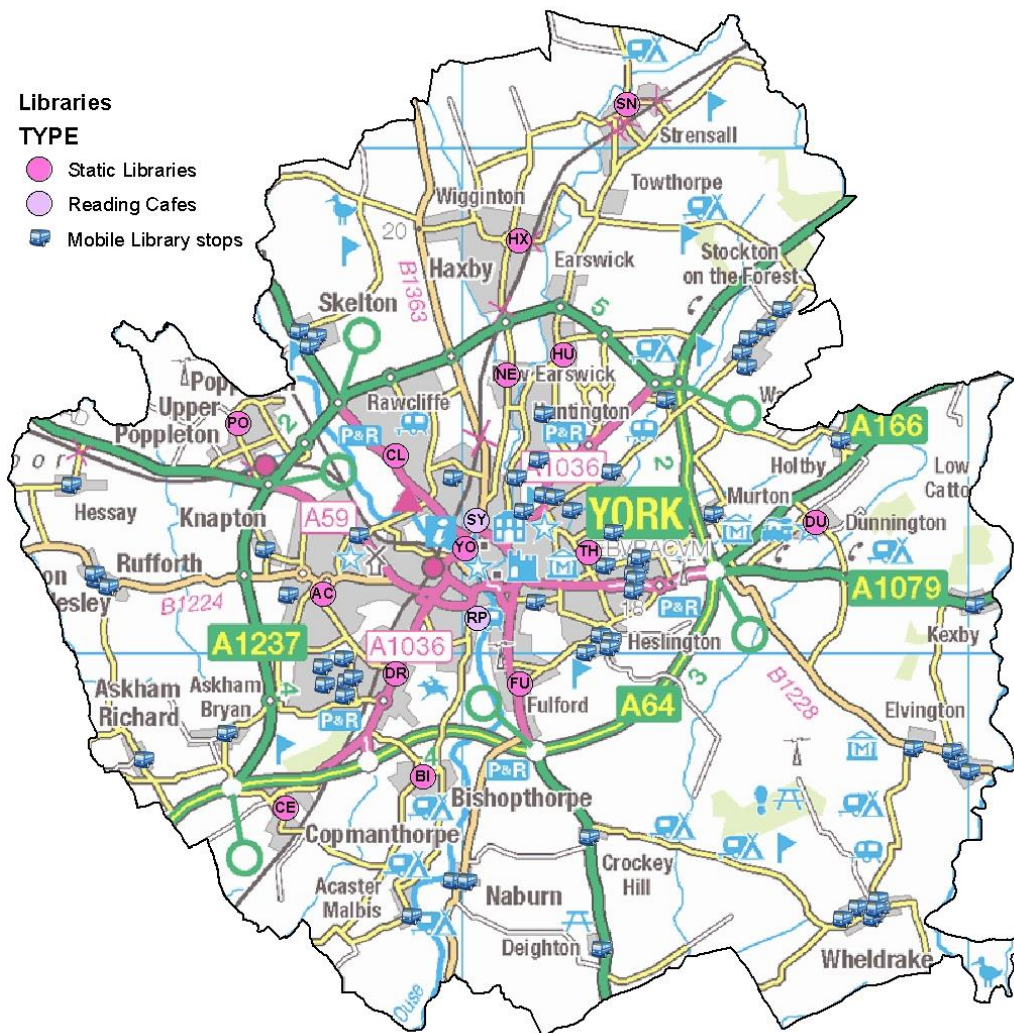 Libraries
TYPE
Static Libraries
Reading Cafes
Mobile Library stops
SN
Strensall
Towthorpe
Wigginton
20
HX
Haxby
Earswick
Stockton
on the Forest
B1363
Skelton
5
HU
NE
Earswick
Upper
Poppleton
PO
2
Rawcliffe
P&R
CL
P&R
A1036
2
A166
Holtby
Low
Catto
Hessay
Knapton
A59
SY
YO
YORK
Murton
DU
Dunnington
TH
Rufforth
B1224
AC
RP
18
P&R
A1079
Kexby
A1237
A1036
Heslington
Askham
Richard
Askham
Bryan
4
DR
P&R
FU
Fulford
A64
3
B1228
Elvington
4
BI
P&R
Bishopthorpe
CE
Copmanthorpe
Crockey
Hill
Acaster
Malbis
Naburn
Deighton
Wheldrake
Ouse